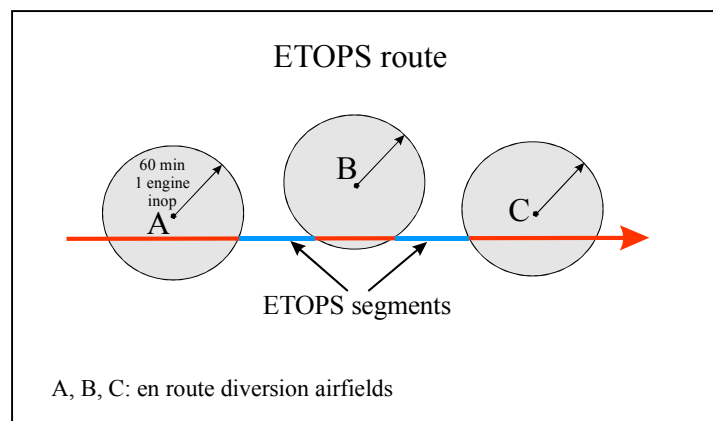 ETOPS route
60 min
1 engine
inop
A
B
C
ETOPS segments
A, B, C: en route diversion airfields